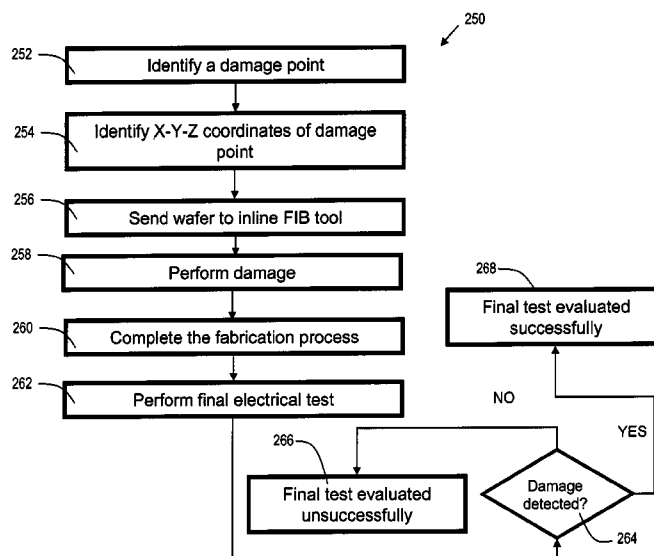 250
252
Identify a damage point
254
Identify X-Y-Z coordinates of damage
point
256
Send wafer to inline FIB tool
258
Perform damage
260
Complete the fabrication process
262
Perform final electrical test
268
Final test evaluated
successfully
NO
YES
266
Final test evaluated
unsuccessfully
Damage
detected?
264